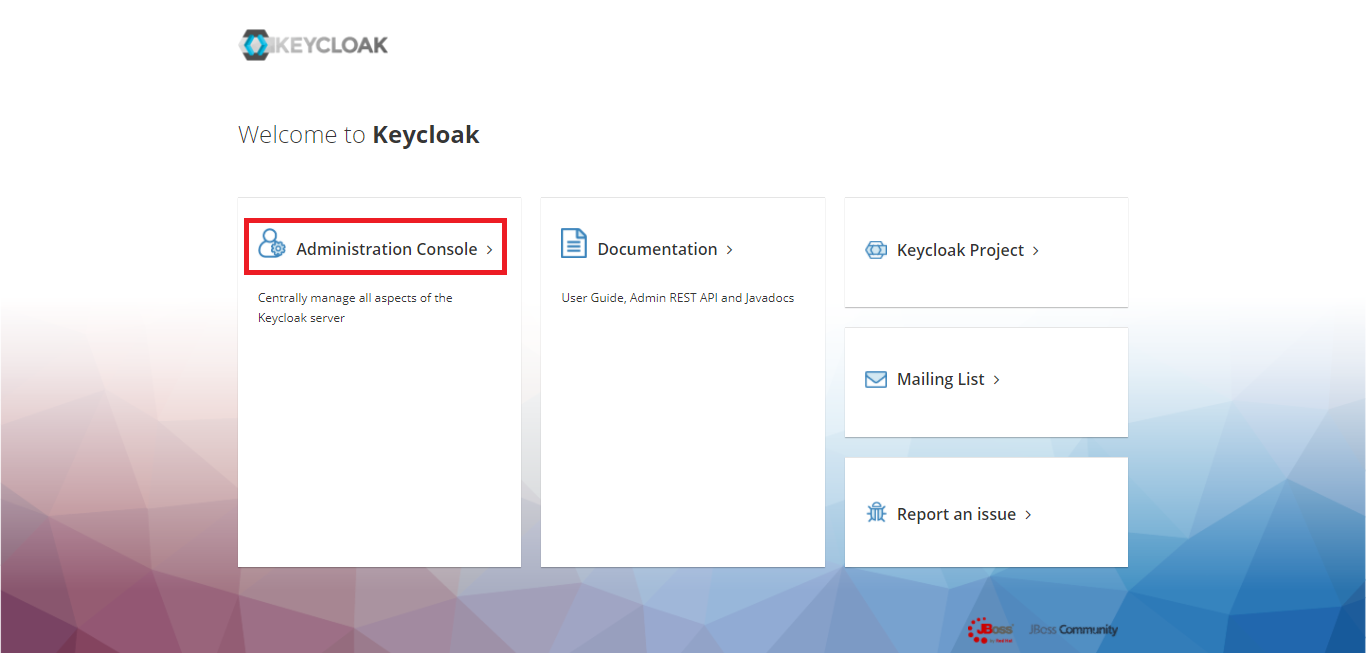 KEYCLOAK
Welcome to Keycloak
Administration Console
Centrally manage all aspects of the
Keycloak server
Documentation
User Guide, Admin REST API and Javadocs
Keycloak Project
Mailing List
Report an issue
JBoss
by Red Hat
JBoss Community